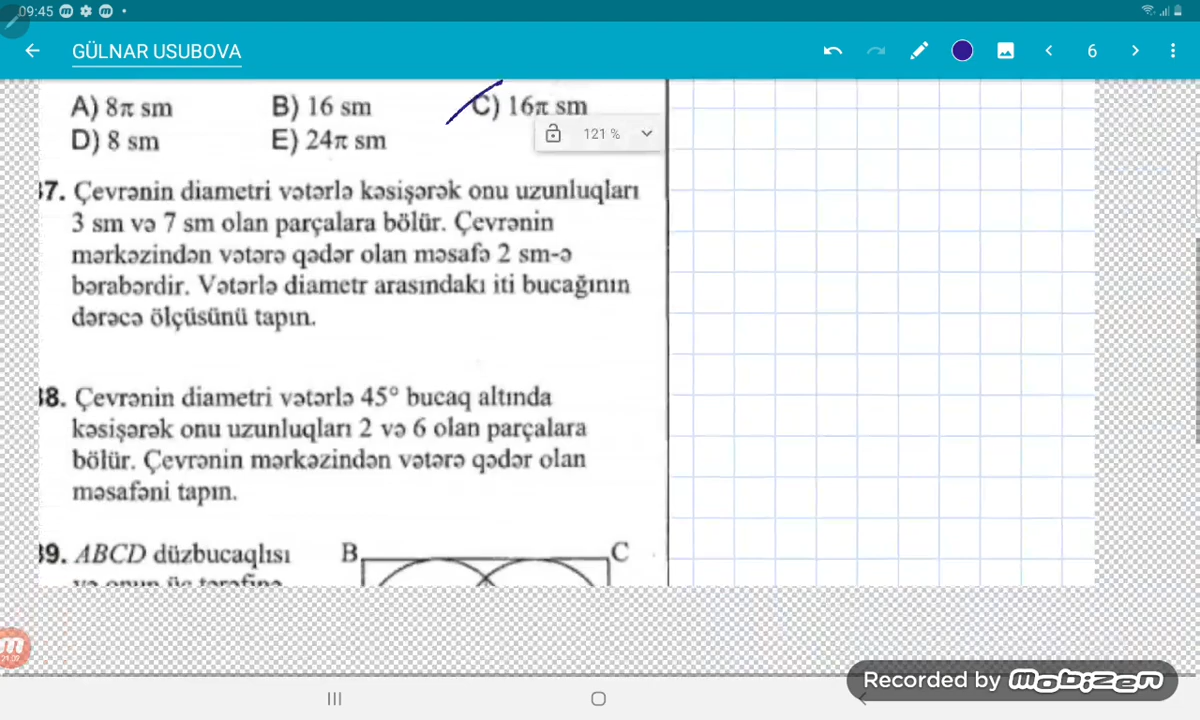 09:45
GÜLNAR USUBOVA
6
A) 8π sm B) 16 sm C) 16π sm
121 %
D) 8 sm E) 24π sm
37. Çevrənin diametri vətərlə kəsişərək onu uzunluqları
3 sm və 7 sm olan parçalara bölür. Çevrənin
mərkəzindən vətərə qədər olan məsafə 2 sm-ə
bərabərdir. Vətərlə diametr arasındakı iti bucağının
dərəcə ölçüsünü tapın.
38. Çevrənin diametri vətərlə 45° bucaq altında
kəsişərək onu uzunluqları 2 və 6 olan parçalara
bölür. Çevrənin mərkəzindən vətərə qədər olan
məsafəni tapın.
39. ABCD düzbucaqlısı B C
Recorded by mobizen